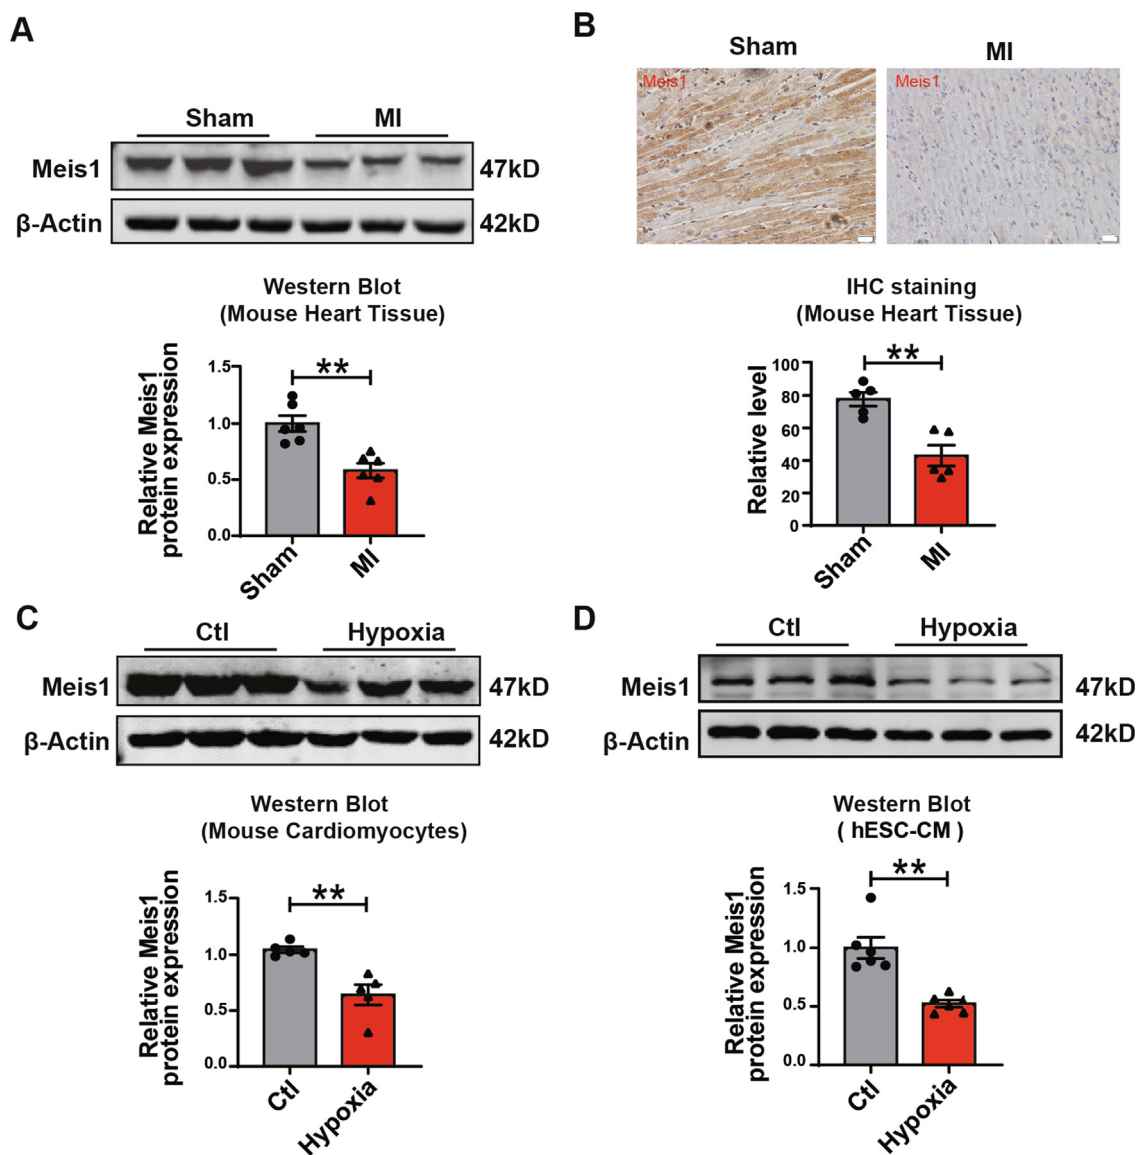 A
Sham MI
Meis1 47kD
β-Actin 42kD
Western Blot
(Mouse Heart Tissue)
Relative Meis1
protein expression
1.5
1.0
0.5
0.0
**
Sham MI
B
Sham MI
Meis1 Meis1
IHC staining
(Mouse Heart Tissue)
Relative level
100
80
60
40
20
0
**
Sham MI
C
Ctl Hypoxia
Meis1 47kD
β-Actin 42kD
Western Blot
(Mouse Cardiomyocytes)
Relative Meis1
protein expression
1.5
1.0
0.5
0.0
**
Ctl Hypoxia
D
Ctl Hypoxia
Meis1 47kD
β-Actin 42kD
Western Blot
( hESC-CM )
Relative Meis1
protein expression
1.5
1.0
0.5
0.0
**
Ctl Hypoxia